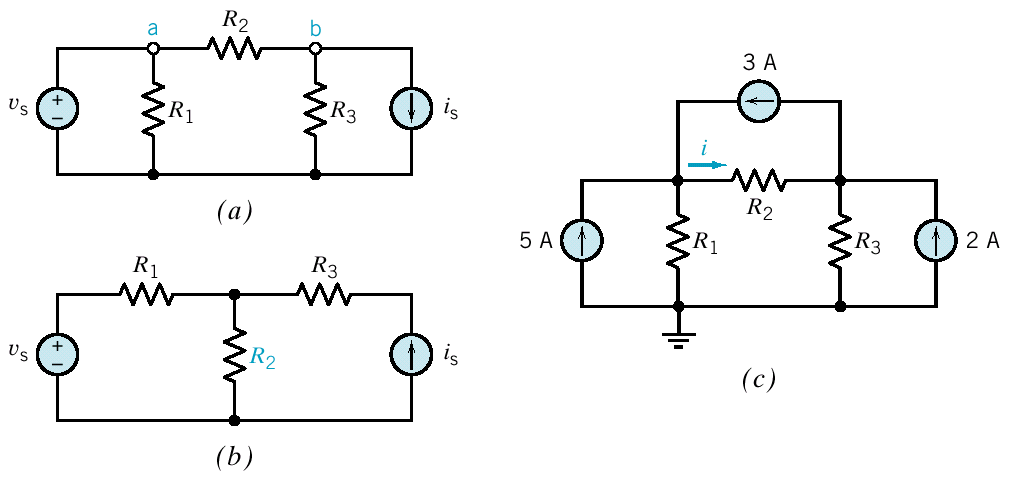 a
R2
b
vs
+
−
R1
R3
is
(a)
R1
R3
vs
+
−
R2
is
(b)
3 A
i
R2
5 A
R1
R3
2 A
(c)